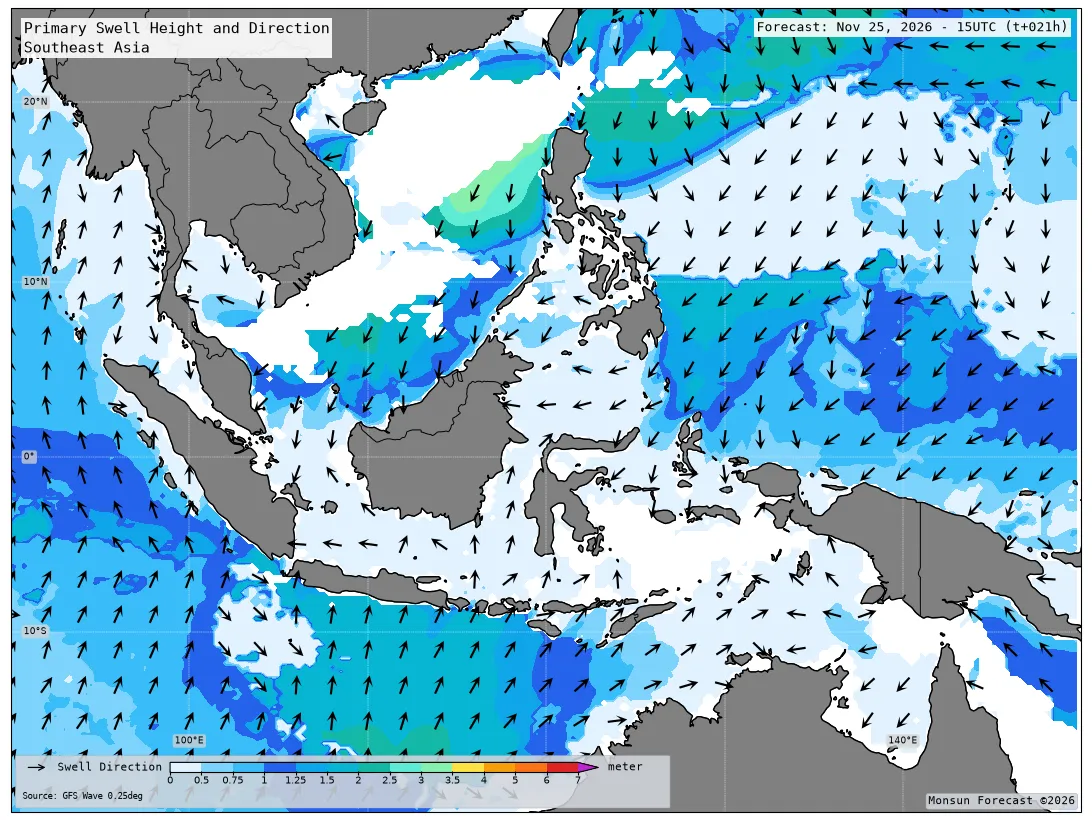 Primary Swell Height and Direction
Southeast Asia
Forecast: Nov 25, 2026 - 15UTC (t+021h)
20°N
10°N
0°
10°S
100°E
140°E
Swell Direction
0 0.5 0.75 1 1.25 1.5 2 2.5 3 3.5 4 5 6 7
meter
Source: GFS Wave 0.25deg
Monsun Forecast ©2026